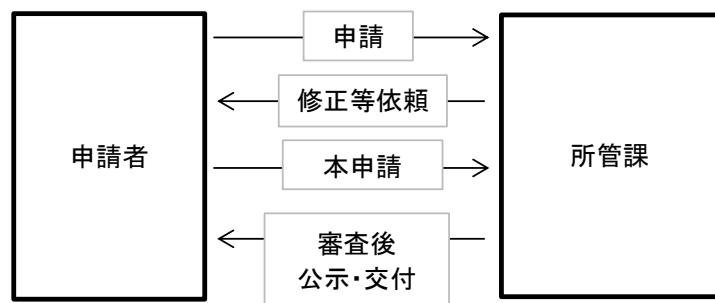 申請
修正等依頼
申請者
本申請
所管課
審査後
公示・交付